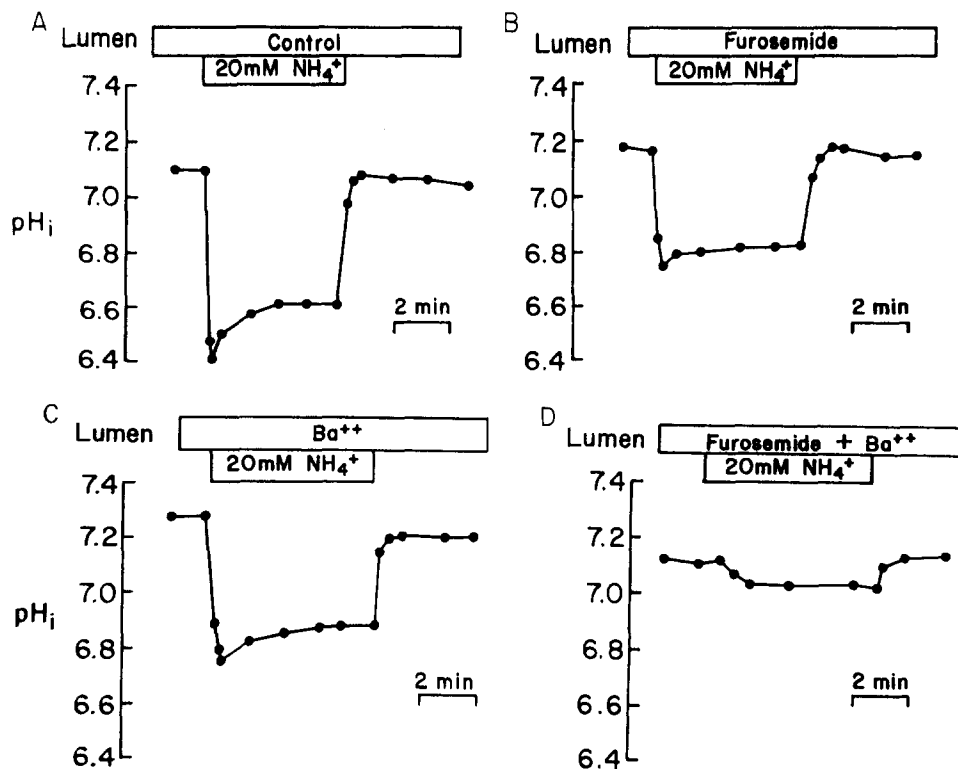 A
Lumen
Control
20mM NH₄⁺
7.4
7.2
7.0
6.8
6.6
6.4
pHᵢ
2 min
B
Lumen
Furosemide
20mM NH₄⁺
7.4
7.2
7.0
6.8
6.6
6.4
2 min
C
Lumen
Ba⁺⁺
20mM NH₄⁺
7.4
7.2
7.0
6.8
6.6
6.4
pHᵢ
2 min
D
Lumen
Furosemide + Ba⁺⁺
20mM NH₄⁺
7.4
7.2
7.0
6.8
6.6
6.4
2 min